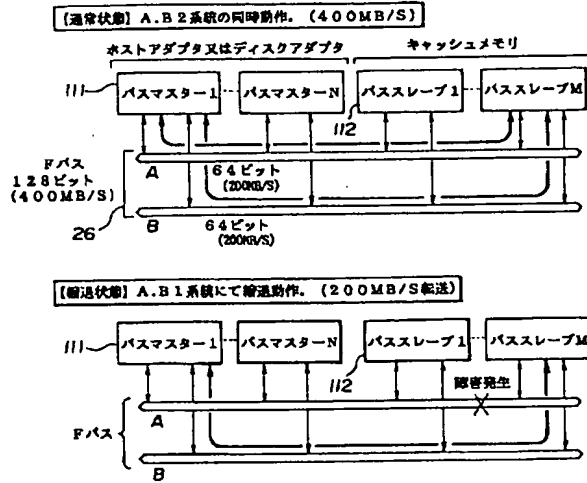 【通常状態】A.B2系統の同時動作。(400MB/S)
ホストアダプタ又はディスクアダプタ
キャッシュメモリ
111
バスマスター1
バスマスターN
バススレーブ1
バススレーブM
112
Fバス
128ビット
(400MB/S)
A
64ビット
(200MB/S)
26
B
64ビット
(200MB/S)
【縮退状態】A.B1系統にて縮退動作。(200MB/S転送)
111
バスマスター1
バスマスターN
バススレーブ1
バススレーブM
112
障害発生
Fバス
A
B